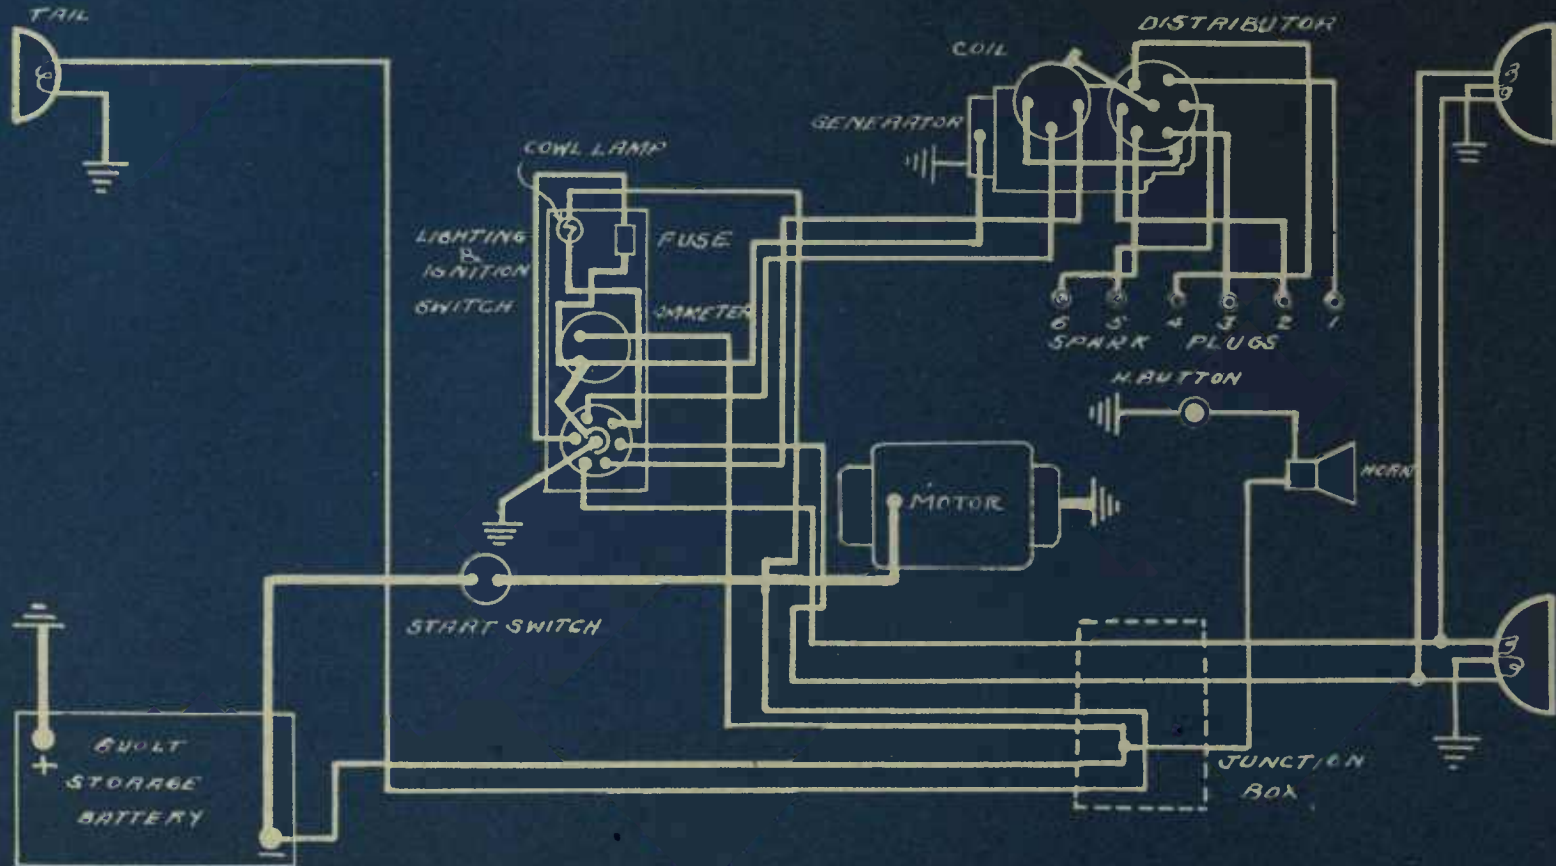 TAIL
DISTRIBUTOR
COIL
GENERATOR
COWL LAMP
LIGHTING
&
IGNITION
SWITCH
FUSE
AMMETER
6 5 4 3 2 1
SPARK PLUGS
H. BUTTON
HORN
MOTOR
START SWITCH
+
6 VOLT
STORAGE
BATTERY
-
JUNCTION
BOX